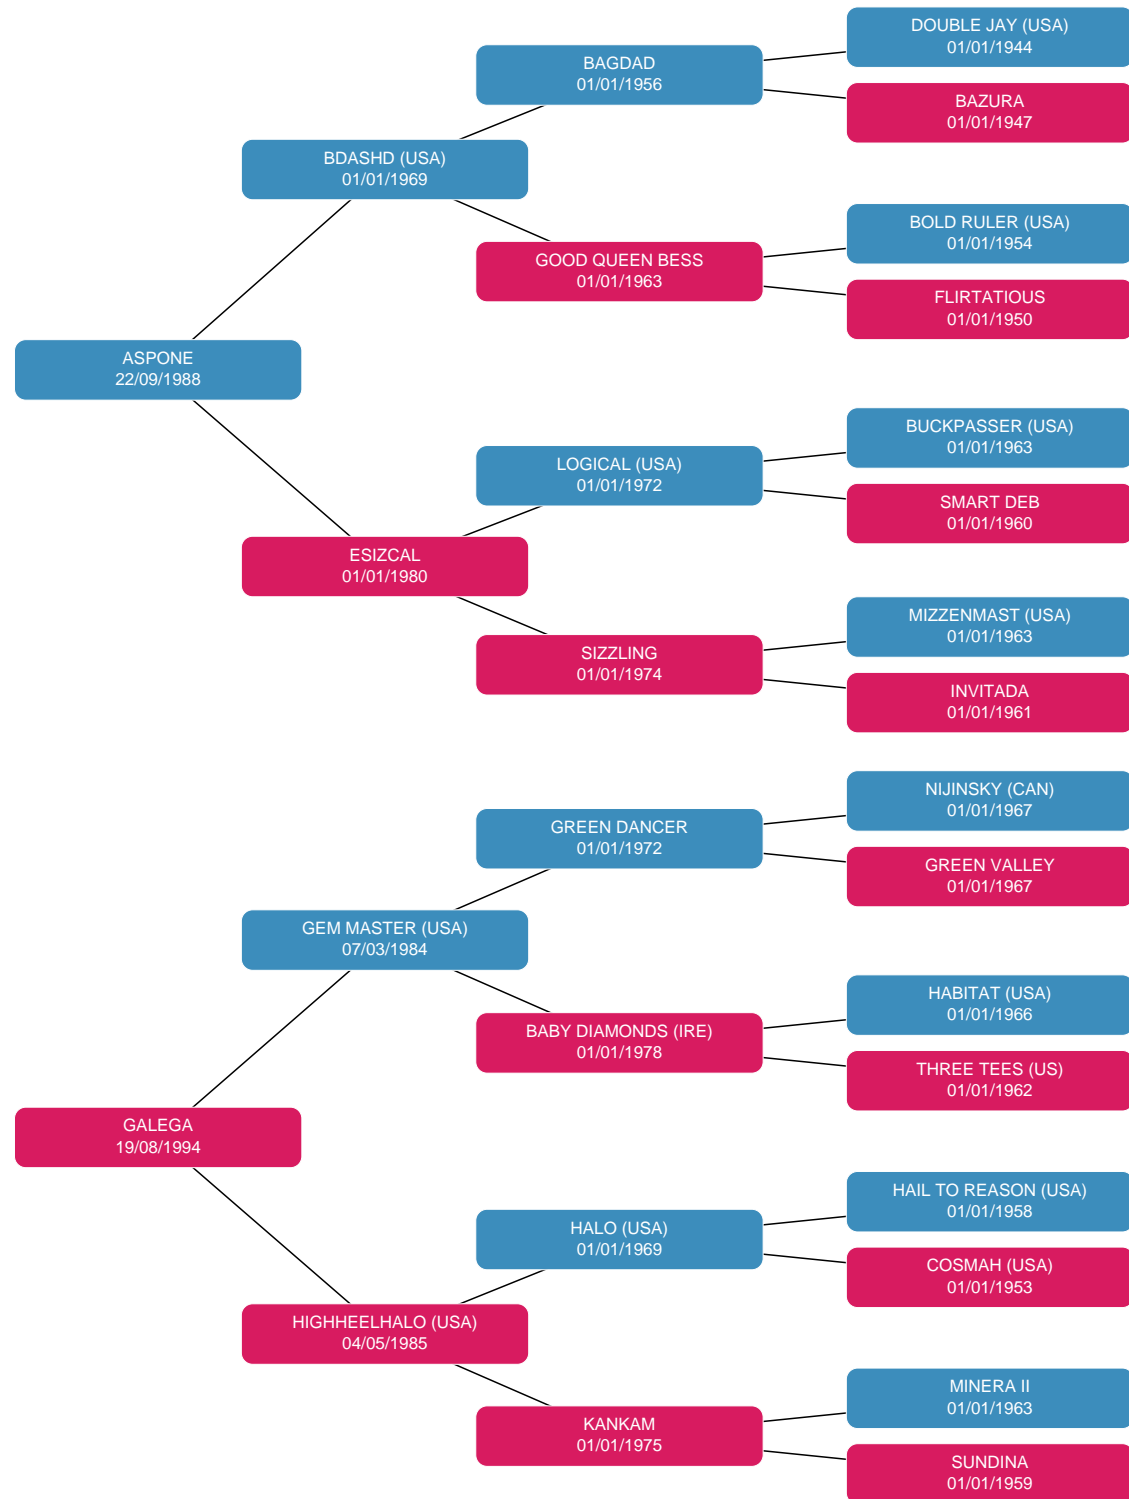 DOUBLE JAY (USA)
01/01/1944
BAGDAD
01/01/1956
BAZURA
01/01/1947
BDASHD (USA)
01/01/1969
BOLD RULER (USA)
01/01/1954
GOOD QUEEN BESS
01/01/1963
FLIRTATIOUS
01/01/1950
ASPONE
22/09/1988
BUCKPASSER (USA)
01/01/1963
LOGICAL (USA)
01/01/1972
SMART DEB
01/01/1960
ESIZCAL
01/01/1980
MIZZENMAST (USA)
01/01/1963
SIZZLING
01/01/1974
INVITADA
01/01/1961
NIJINSKY (CAN)
01/01/1967
GREEN DANCER
01/01/1972
GREEN VALLEY
01/01/1967
GEM MASTER (USA)
07/03/1984
HABITAT (USA)
01/01/1966
BABY DIAMONDS (IRE)
01/01/1978
THREE TEES (US)
01/01/1962
GALEGA
19/08/1994
HAIL TO REASON (USA)
01/01/1958
HALO (USA)
01/01/1969
COSMAH (USA)
01/01/1953
HIGHHEELHALO (USA)
04/05/1985
MINERA II
01/01/1963
KANKAM
01/01/1975
SUNDINA
01/01/1959